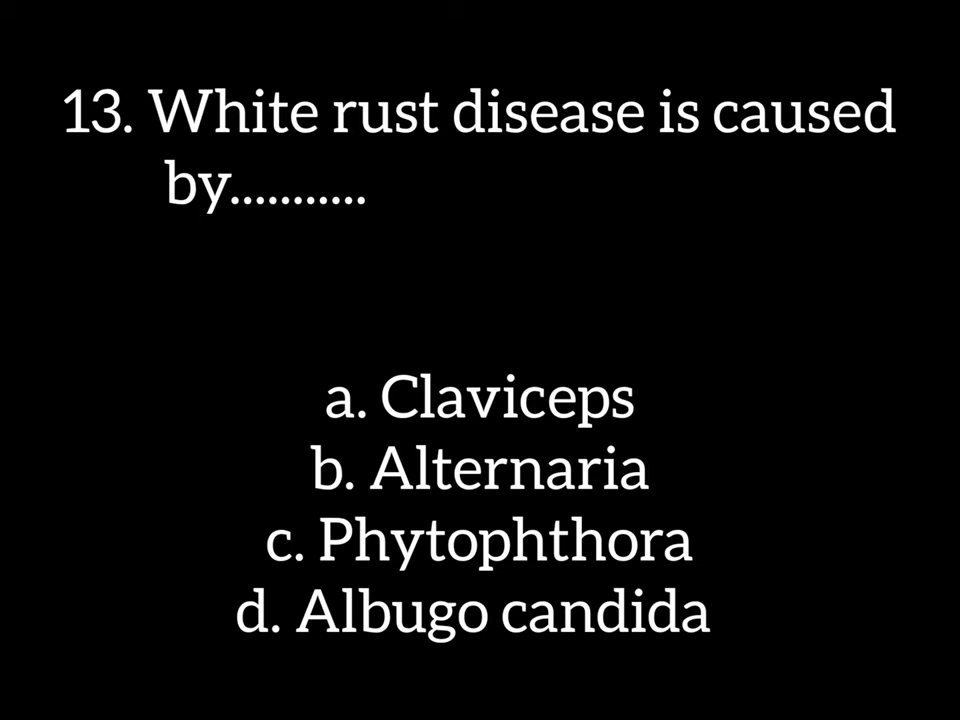 13. White rust disease is caused
by...........
a. Claviceps
b. Alternaria
c. Phytophthora
d. Albugo candida